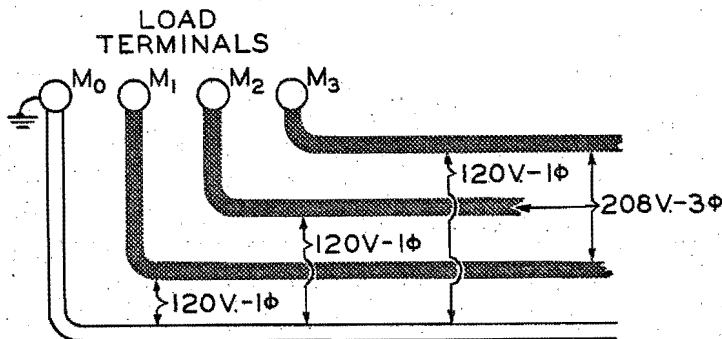 LOAD
TERMINALS
M0 M1 M2 M3
120V.-1Φ
208V.-3Φ
120V-1Φ
120V.-1Φ